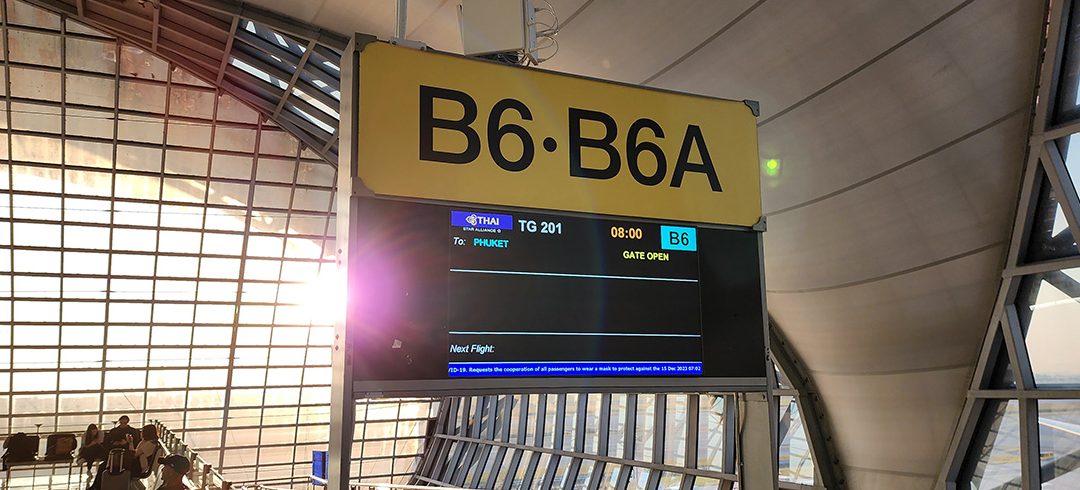 B6•B6A
THAI TG 201 08:00 B6
STAR ALLIANCE
To: PHUKET GATE OPEN
Next Flight:
/ID-19. Requests the cooperation of all passengers to wear a mask to protect against the 15 Dec 2023 07:02